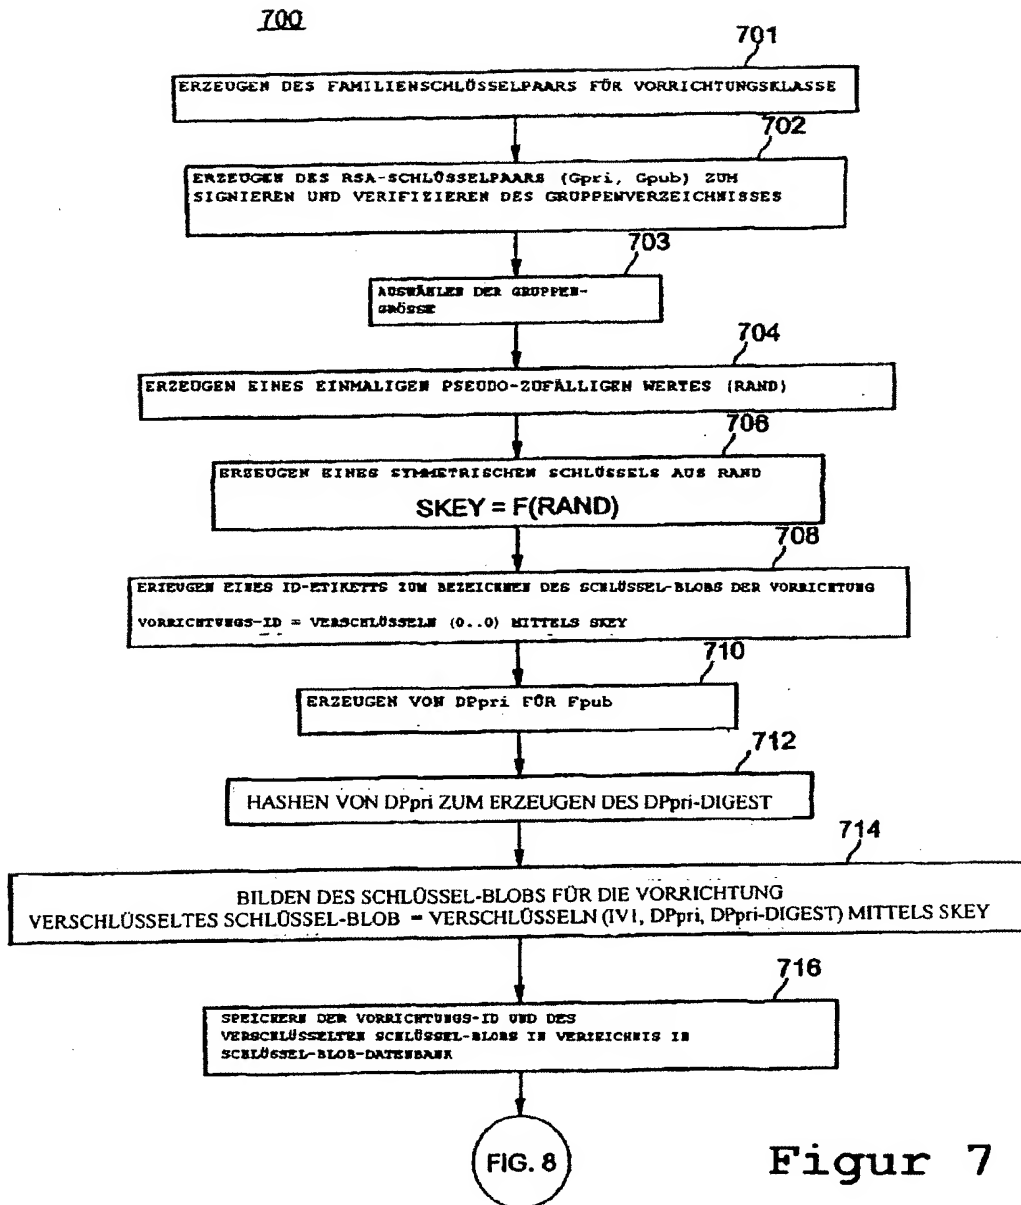 700
701
ERZEUGEN DES FAMILIENSCHLÜSSELPAARS FÜR VORRICHTUNGSKLASSE
702
ERZEUGEN DES RSA-SCHLÜSSELPAARS (Gpri, Gpub) ZUM
SIGNIEREN UND VERIFIZIEREN DES GRUPPENVERZEICHNISSES
703
AUSWÄHLEN DER GRUPPEN-
GRÖSSE
704
ERZEUGEN EINES EINMALIGEN PSEUDO-ZUFÄLLIGEN WERTES (RAND)
706
ERZEUGEN EINES SYMMETRISCHEN SCHLÜSSELS AUS RAND
SKEY = F(RAND)
708
ERZEUGEN EINES ID-ETIKETTS ZUM BEZEICHNEN DES SCHLÜSSEL-BLOBS DER VORRICHTUNG
VORRICHTUNGS-ID = VERSCHLÜSSELN (0..0) MITTELS SKEY
710
ERZEUGEN VON DPpri FÜR Fpub
712
HASHEN VON DPpri ZUM ERZEUGEN DES DPpri-DIGEST
714
BILDEN DES SCHLÜSSEL-BLOBS FÜR DIE VORRICHTUNG
VERSCHLÜSSELTES SCHLÜSSEL-BLOB = VERSCHLÜSSELN (IV1, DPpri, DPpri-DIGEST) MITTELS SKEY
716
SPEICHERN DER VORRICHTUNGS-ID UND DES
VERSCHLÜSSELTEN SCHLÜSSEL-BLOBS IN VERZEICHNIS IN
SCHLÜSSEL-BLOB-DATENBANK
FIG. 8
Figur 7